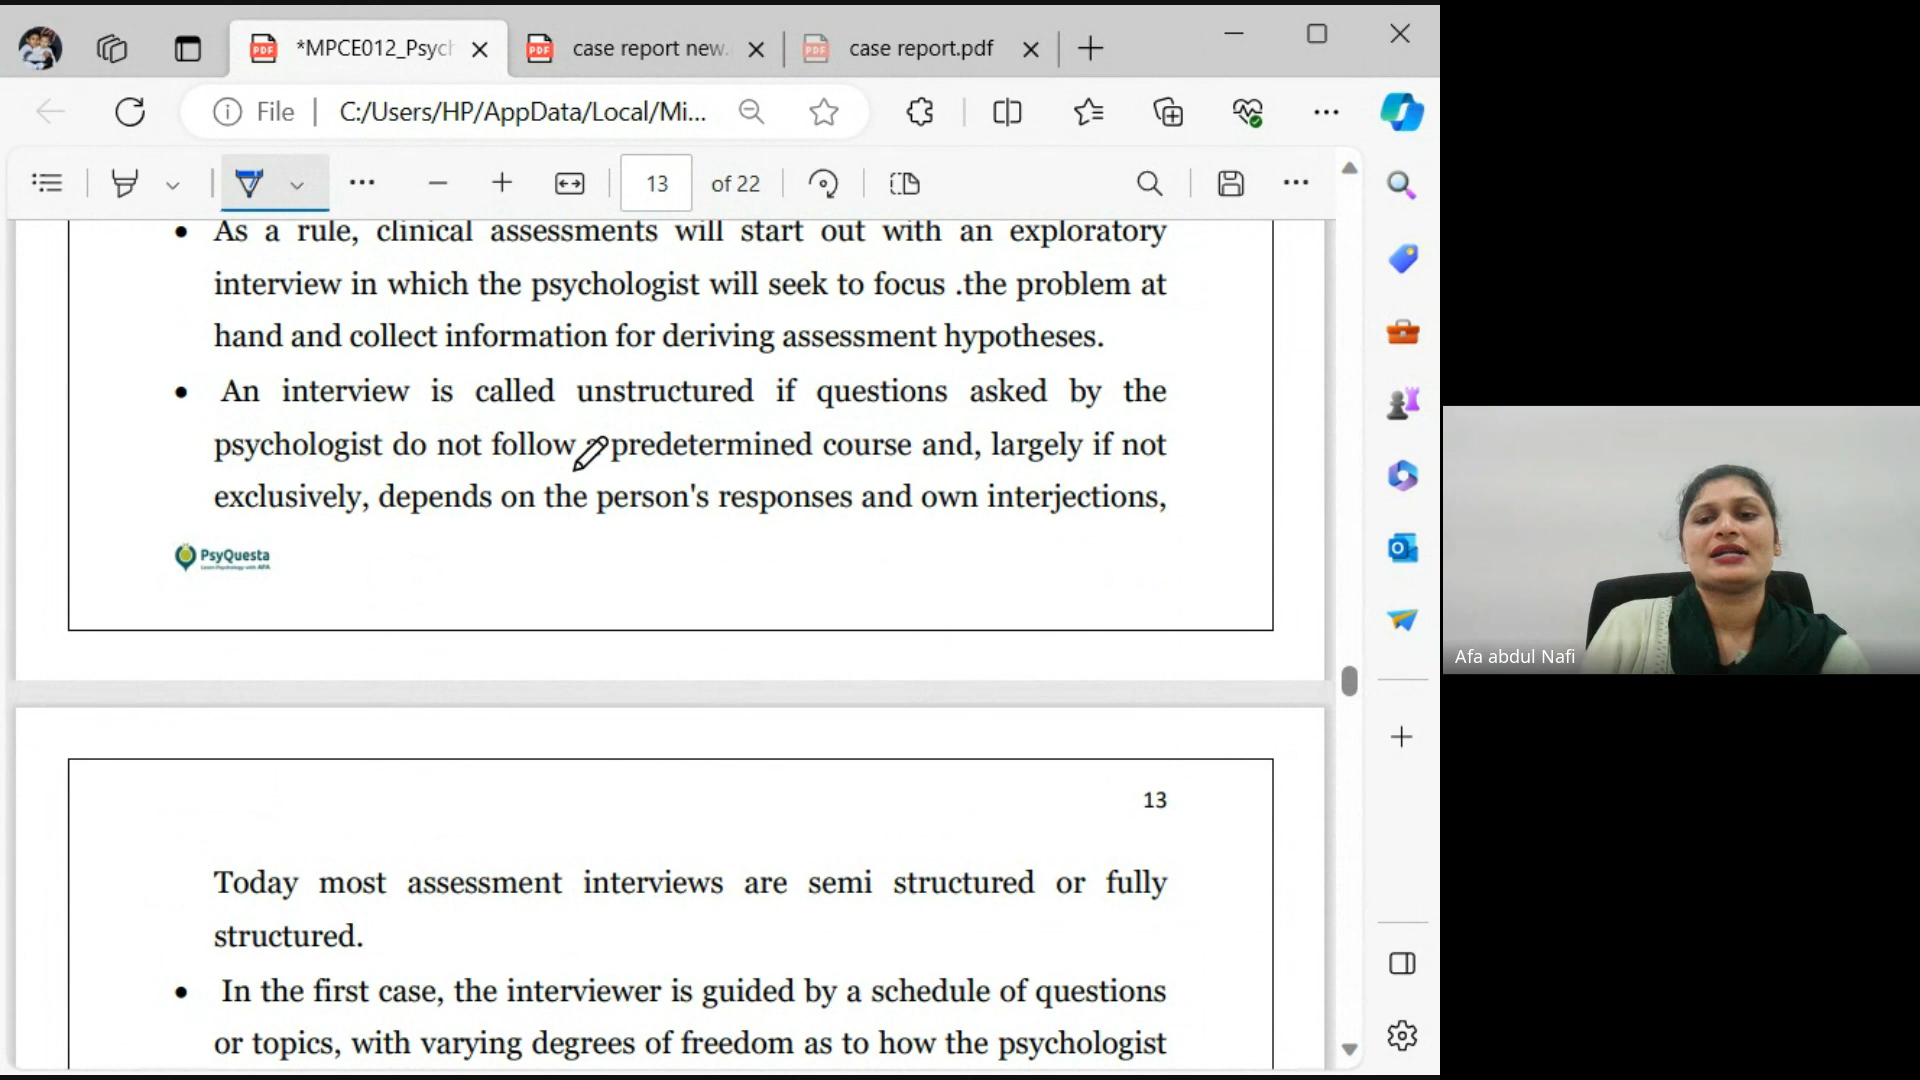 *MPCE012_Psych
case report new.
case report.pdf
File
C:/Users/HP/AppData/Local/Mi...
13 of 22
As a rule, clinical assessments will start out with an exploratory
interview in which the psychologist will seek to focus .the problem at
hand and collect information for deriving assessment hypotheses.
An interview is called unstructured if questions asked by the
psychologist do not follow predetermined course and, largely if not
exclusively, depends on the person's responses and own interjections,
PsyQuesta
Learn Psychology with AFA
Afa abdul Nafi
13
Today most assessment interviews are semi structured or fully
structured.
In the first case, the interviewer is guided by a schedule of questions
or topics, with varying degrees of freedom as to how the psychologist